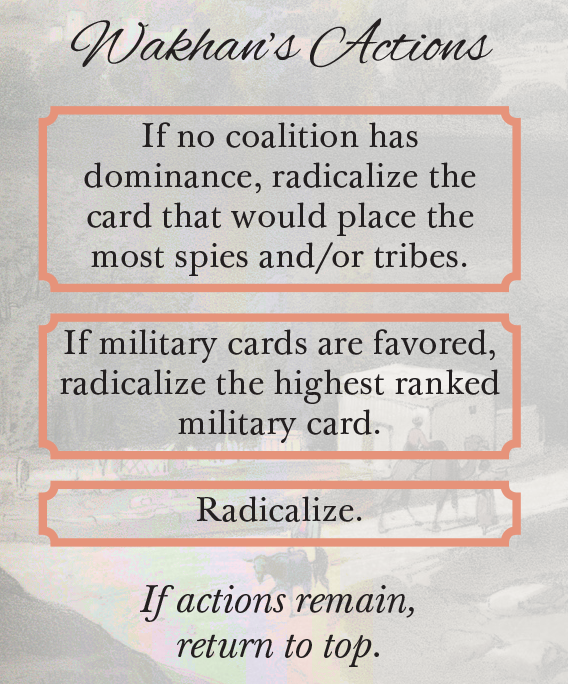 Wakhan's Actions
If no coalition has
dominance, radicalize the
card that would place the
most spies and/or tribes.
If military cards are favored,
radicalize the highest ranked
military card.
Radicalize.
If actions remain,
return to top.